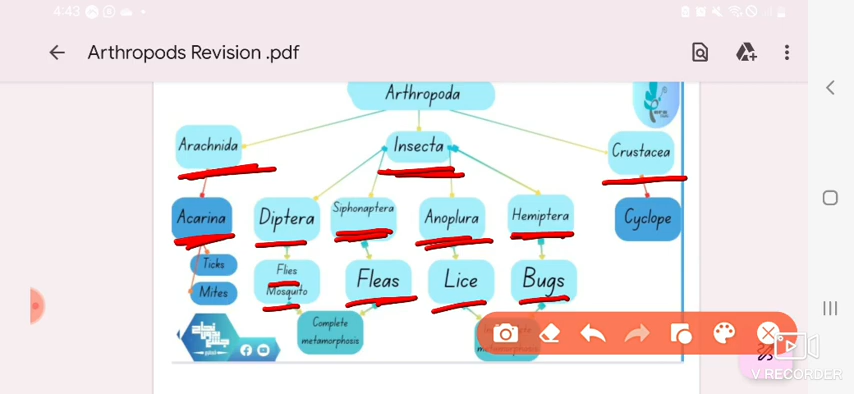 4:43
Arthropods Revision .pdf
Arthropoda
Arachnida
Insecta
Crustacea
Acarina
Diptera
Siphonaptera
Anoplura
Hemiptera
Cyclope
Ticks
Mites
Flies
Mosquito
Fleas
Lice
Bugs
Complete
metamorphosis
metamorphosis
V.RECORDER